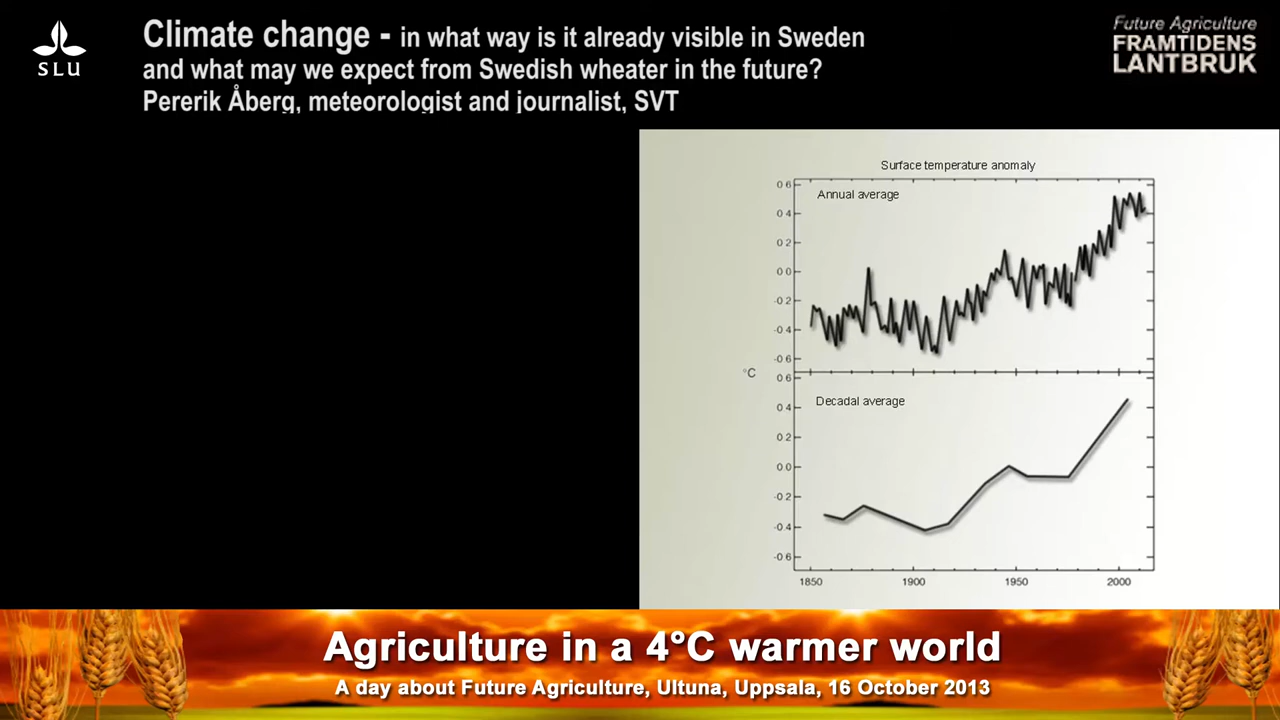 SLU
Climate change - in what way is it already visible in Sweden
and what may we expect from Swedish wheater in the future?
Pererik Åberg, meteorologist and journalist, SVT
Future Agriculture
FRAMTIDENS
LANTBRUK
Surface temperature anomaly
Annual average
0 6
0 4
0 2
0 0
-0 2
-0 4
-0 6
°C
Decadal average
0 6
0 4
0 2
0 0
-0 2
-0 4
-0 6
1850 1900 1950 2000
Agriculture in a 4°C warmer world
A day about Future Agriculture, Ultuna, Uppsala, 16 October 2013